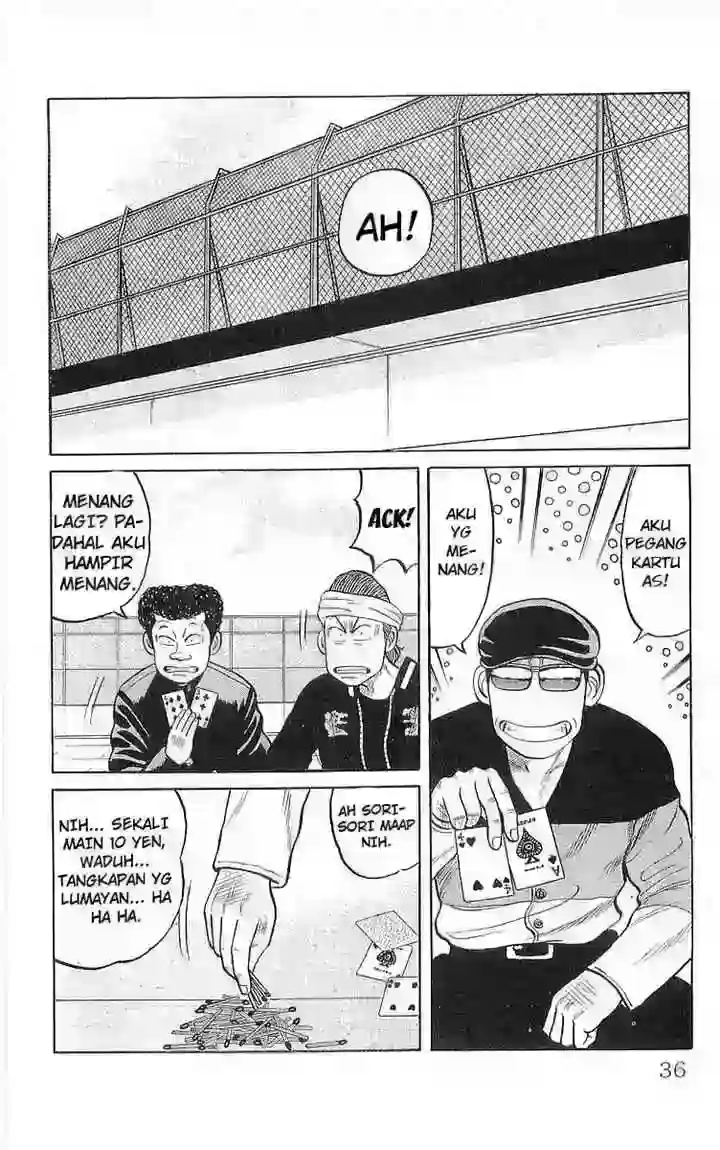 AH!
AKU
PEGANG
KARTU
AS!
AKU
YG
ME-
NANG!
ACK!
MENANG
LAGI? PA-
DAHAL AKU
HAMPIR
MENANG.
AH SORI-
SORI MAAP
NIH.
NIH... SEKALI
MAIN 10 YEN,
WADUH...
TANGKAPAN YG
LUMAYAN... HA
HA HA.
36